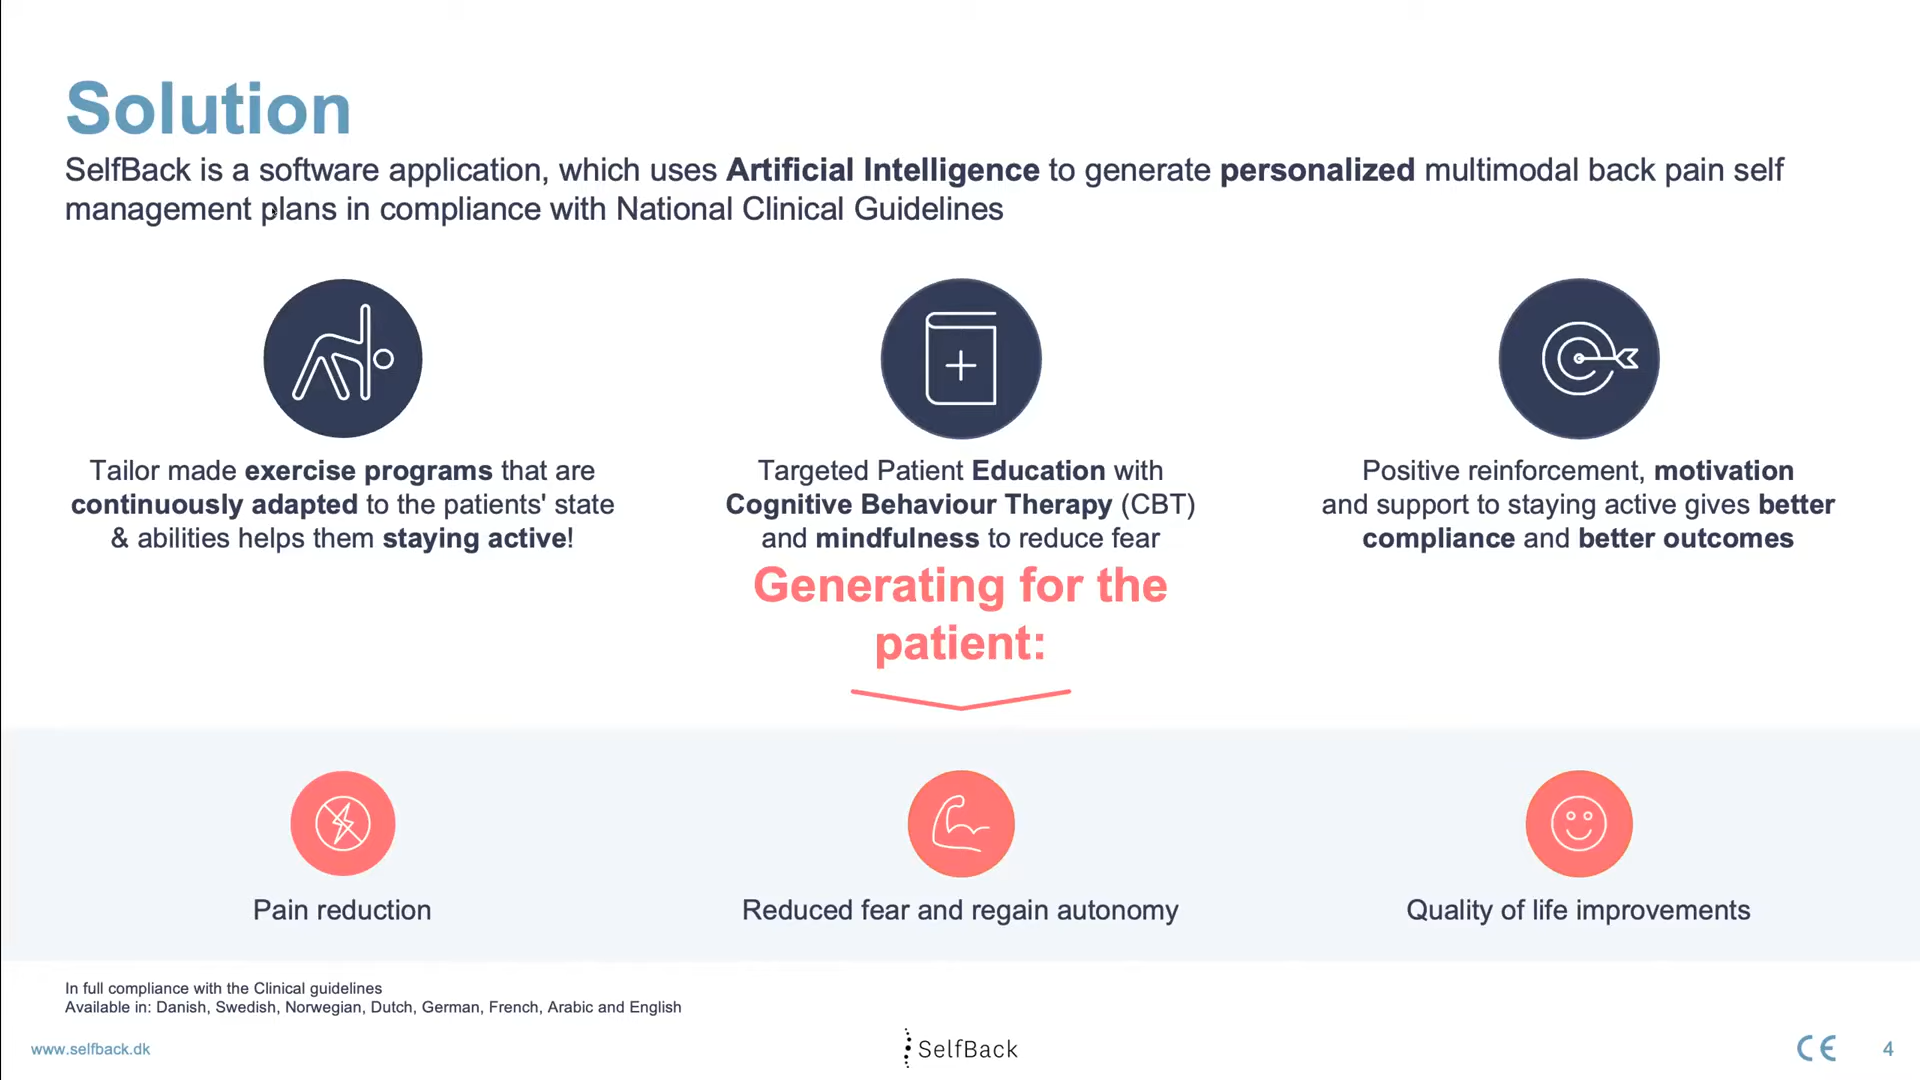 Solution
SelfBack is a software application, which uses Artificial Intelligence to generate personalized multimodal back pain self
management plans in compliance with National Clinical Guidelines
Tailor made exercise programs that are
continuously adapted to the patients' state
& abilities helps them staying active!
Targeted Patient Education with
Cognitive Behaviour Therapy (CBT)
and mindfulness to reduce fear
Positive reinforcement, motivation
and support to staying active gives better
compliance and better outcomes
Generating for the
patient:
Pain reduction
Reduced fear and regain autonomy
Quality of life improvements
In full compliance with the Clinical guidelines
Available in: Danish, Swedish, Norwegian, Dutch, German, French, Arabic and English
www.selfback.dk
SelfBack
CE
4